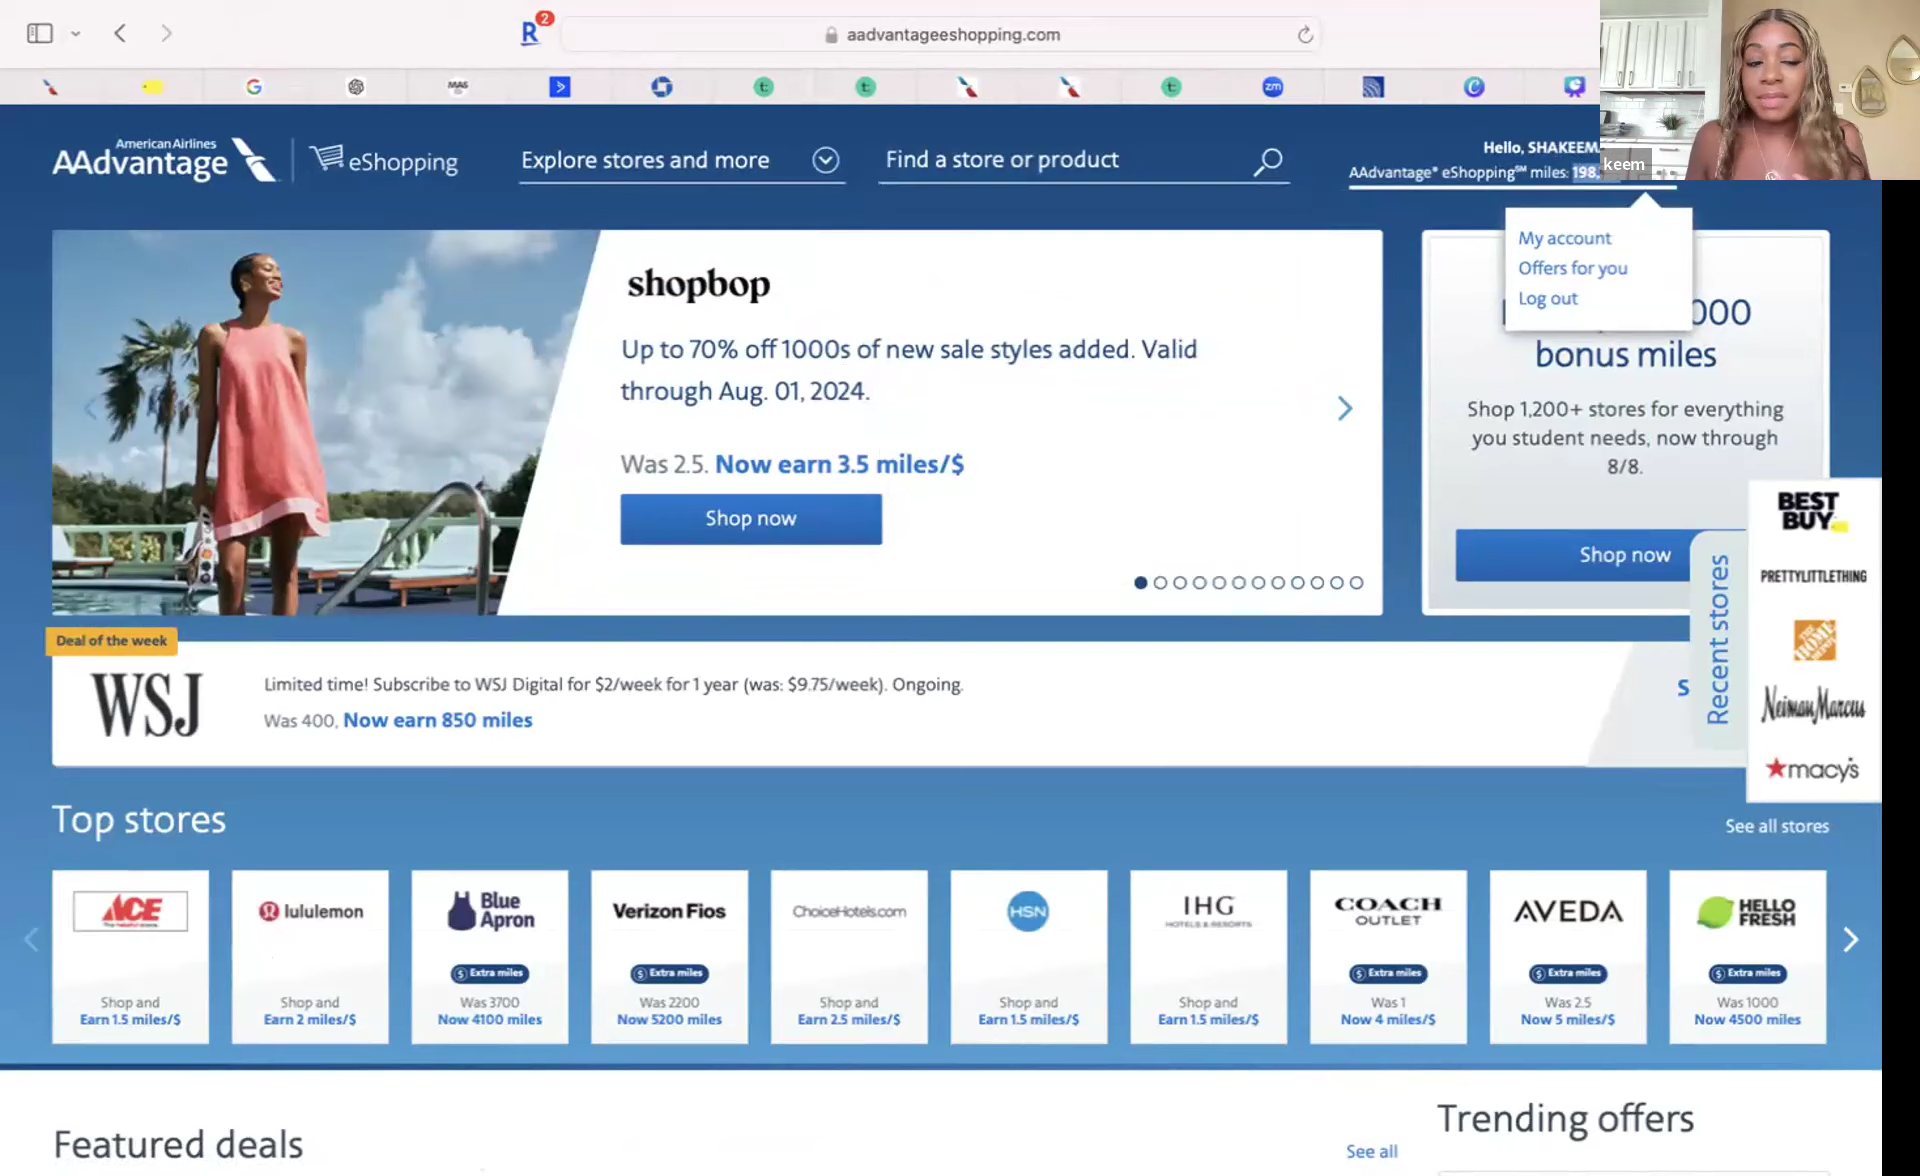 R 2
aadvantageeshopping.com
MAS
zm
American Airlines
AAdvantage
eShopping
Explore stores and more
Find a store or product
Hello, SHAKEEM
AAdvantage® eShopping℠ miles: 198,
keem
My account
Offers for you
Log out
000
bonus miles
Shop 1,200+ stores for everything
you student needs, now through
8/8.
Shop now
shopbop
Up to 70% off 1000s of new sale styles added. Valid
through Aug. 01, 2024.
Was 2.5. Now earn 3.5 miles/$
Shop now
Recent stores
BEST
BUY
PRETTYLITTLETHING
THE HOME DEPOT
Neiman Marcus
macy's
Deal of the week
WSJ
Limited time! Subscribe to WSJ Digital for $2/week for 1 year (was: $9.75/week). Ongoing.
Was 400, Now earn 850 miles
S
Top stores
See all stores
ACE
Shop and
Earn 1.5 miles/$
lululemon
Shop and
Earn 2 miles/$
Blue
Apron
Extra miles
Was 3700
Now 4100 miles
Verizon Fios
Extra miles
Was 2200
Now 5200 miles
ChoiceHotels.com
Shop and
Earn 2.5 miles/$
HSN
Shop and
Earn 1.5 miles/$
IHG
HOTELS & RESORTS
Shop and
Earn 1.5 miles/$
COACH
OUTLET
Extra miles
Was 1
Now 4 miles/$
AVEDA
Extra miles
Was 2.5
Now 5 miles/$
HELLO
FRESH
Extra miles
Was 1000
Now 4500 miles
Featured deals
See all
Trending offers